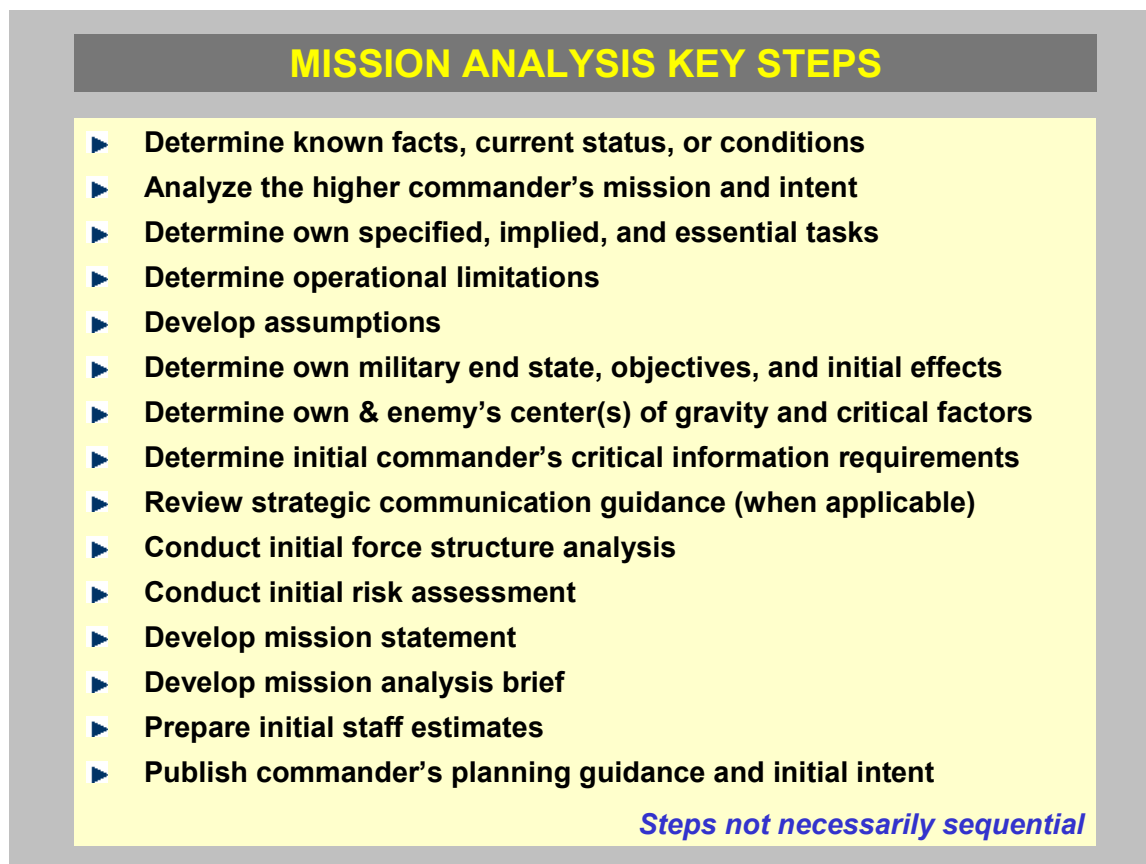 MISSION ANALYSIS KEY STEPS
Determine known facts, current status, or conditions
Analyze the higher commander’s mission and intent
Determine own specified, implied, and essential tasks
Determine operational limitations
Develop assumptions
Determine own military end state, objectives, and initial effects
Determine own & enemy’s center(s) of gravity and critical factors
Determine initial commander’s critical information requirements
Review strategic communication guidance (when applicable)
Conduct initial force structure analysis
Conduct initial risk assessment
Develop mission statement
Develop mission analysis brief
Prepare initial staff estimates
Publish commander’s planning guidance and initial intent
Steps not necessarily sequential